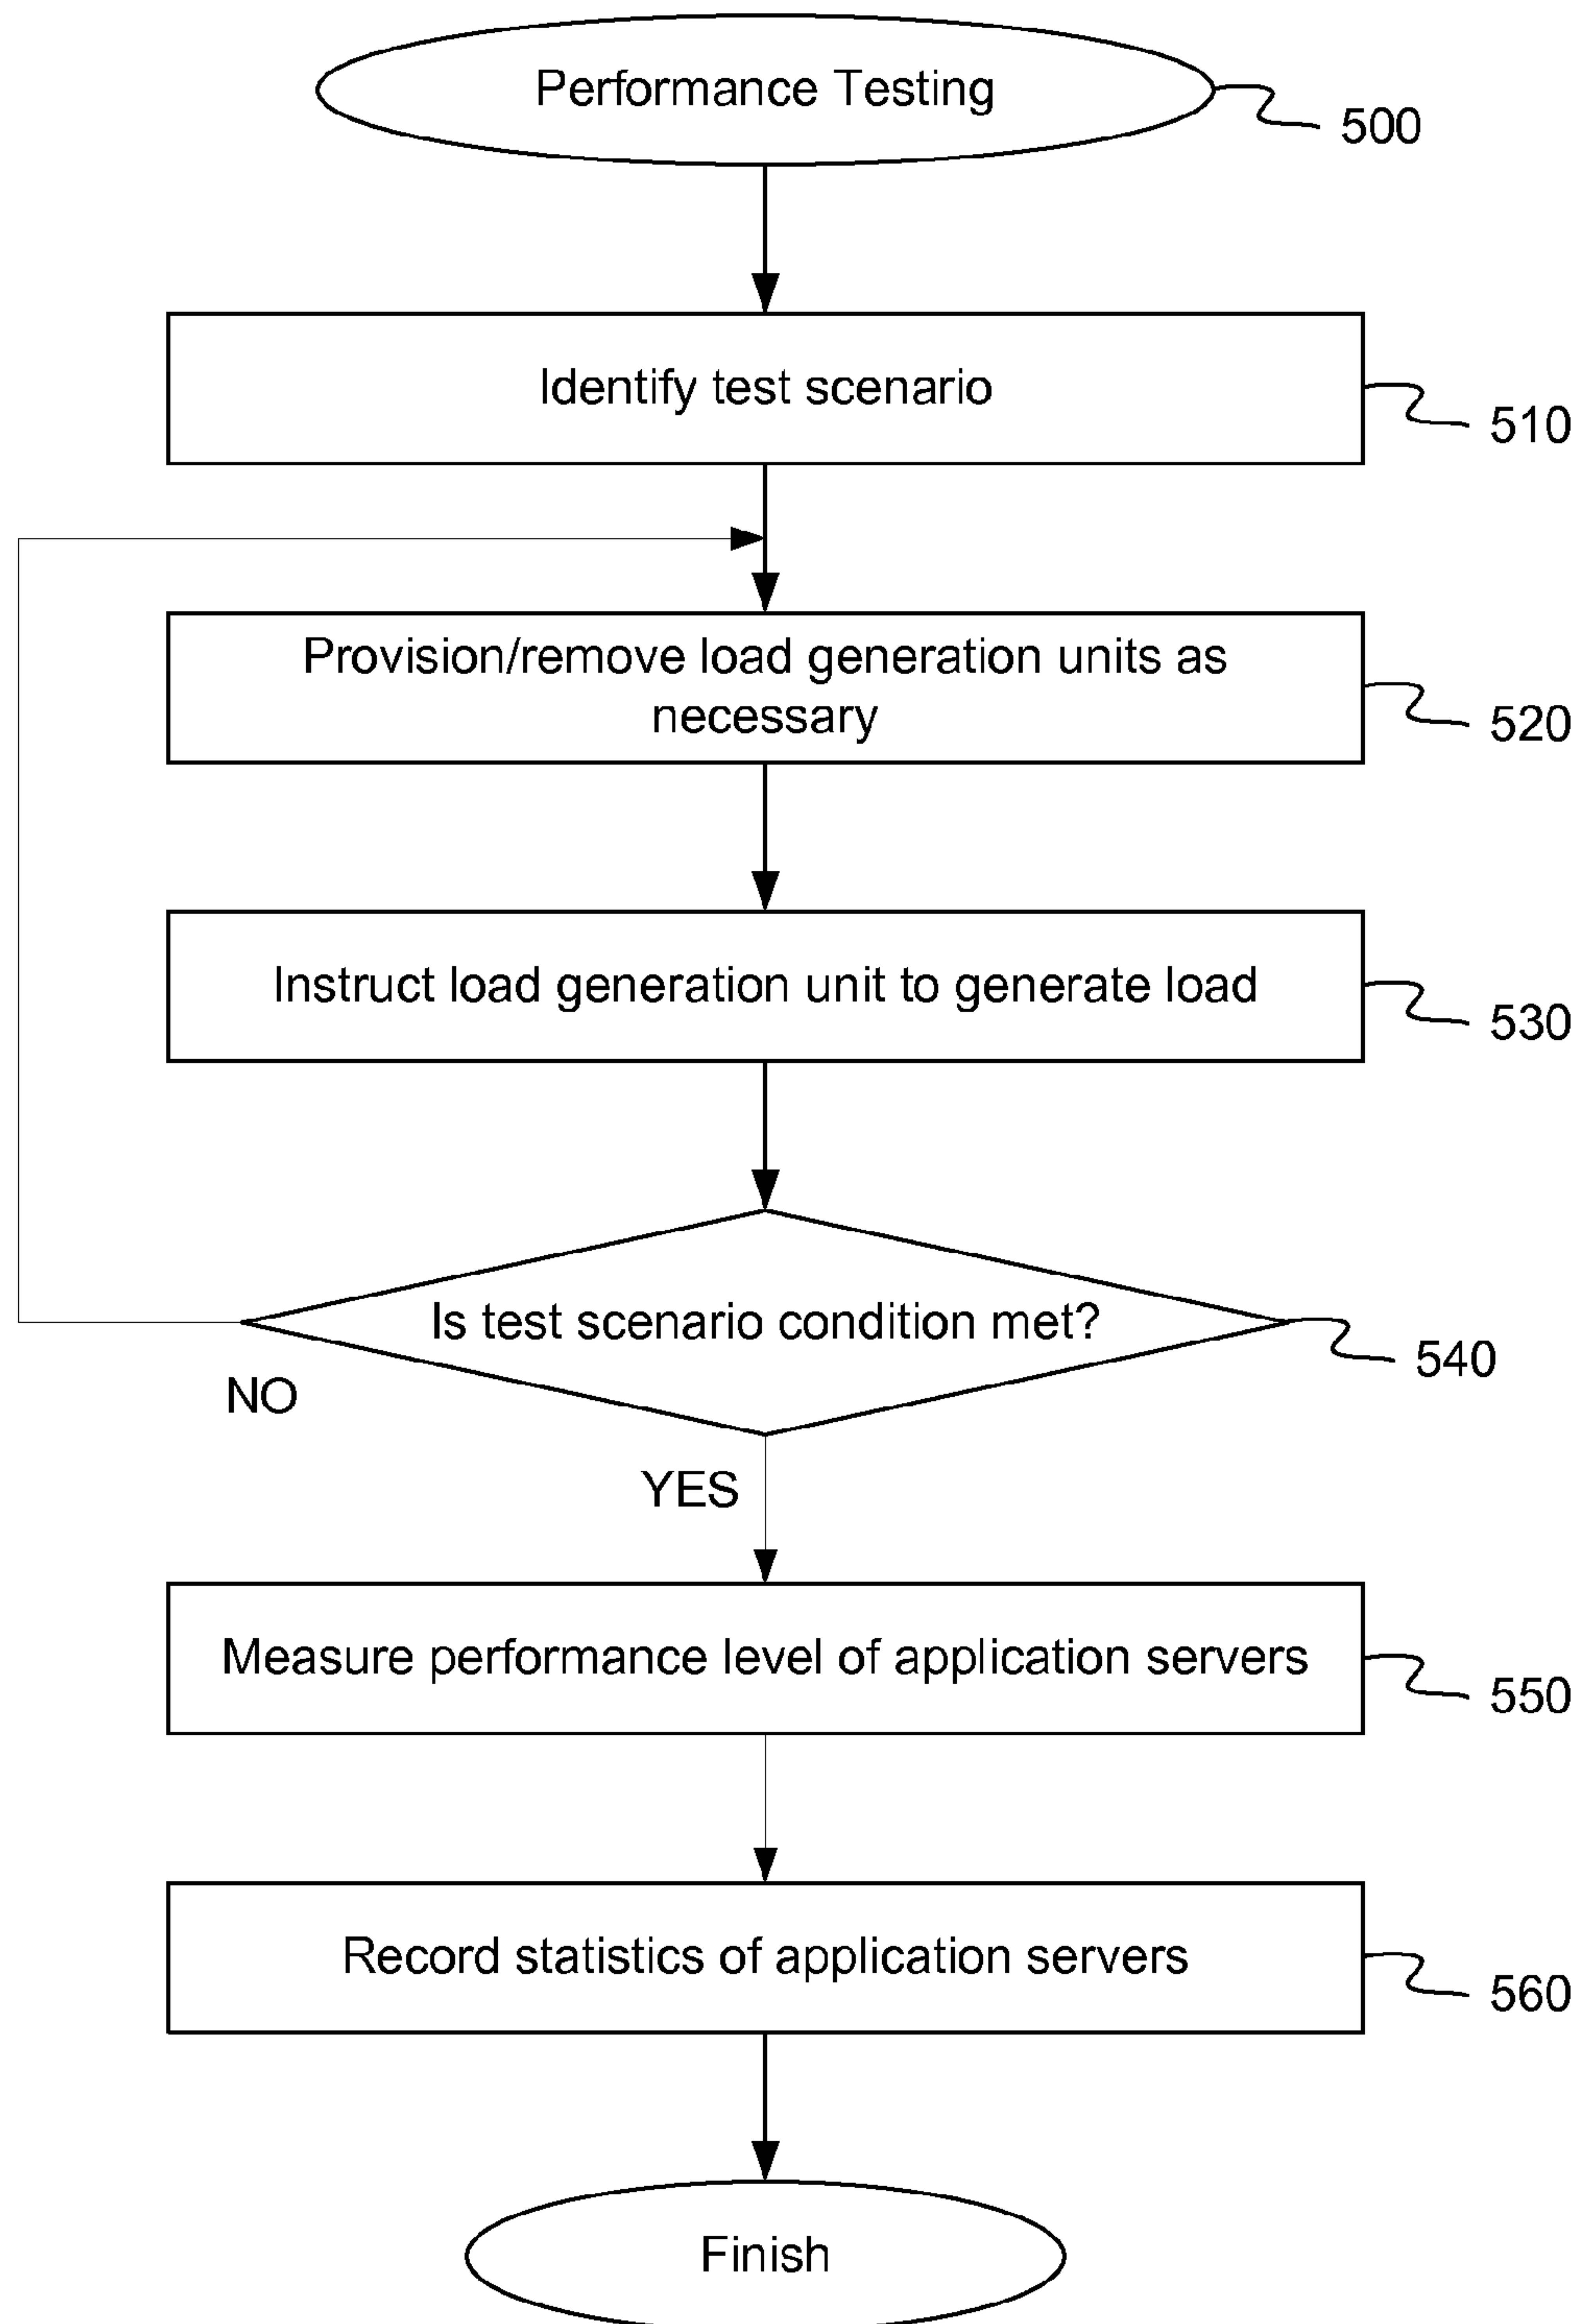 Performance Testing
500
Identify test scenario
510
Provision/remove load generation units as
necessary
520
Instruct load generation unit to generate load
530
Is test scenario condition met?
540
NO
YES
Measure performance level of application servers
550
Record statistics of application servers
560
Finish